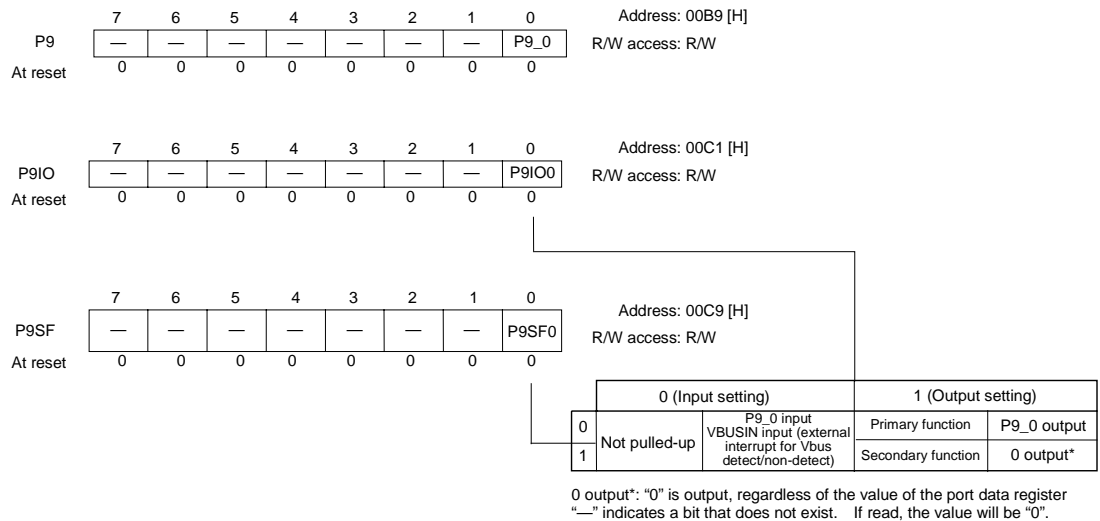 7 6 5 4 3 2 1 0 Address: 00B9 [H]
P9 — — — — — — — P9_0 R/W access: R/W
At reset 0 0 0 0 0 0 0 0
7 6 5 4 3 2 1 0 Address: 00C1 [H]
P9IO — — — — — — — P9IO0 R/W access: R/W
At reset 0 0 0 0 0 0 0 0
7 6 5 4 3 2 1 0 Address: 00C9 [H]
P9SF — — — — — — — P9SF0 R/W access: R/W
At reset 0 0 0 0 0 0 0 0
0 (Input setting) 1 (Output setting)
0 Not pulled-up P9_0 input
VBUSIN input (external
interrupt for Vbus
detect/non-detect) Primary function P9_0 output
1 Secondary function 0 output*
0 output*: “0” is output, regardless of the value of the port data register
“—” indicates a bit that does not exist. If read, the value will be “0”.